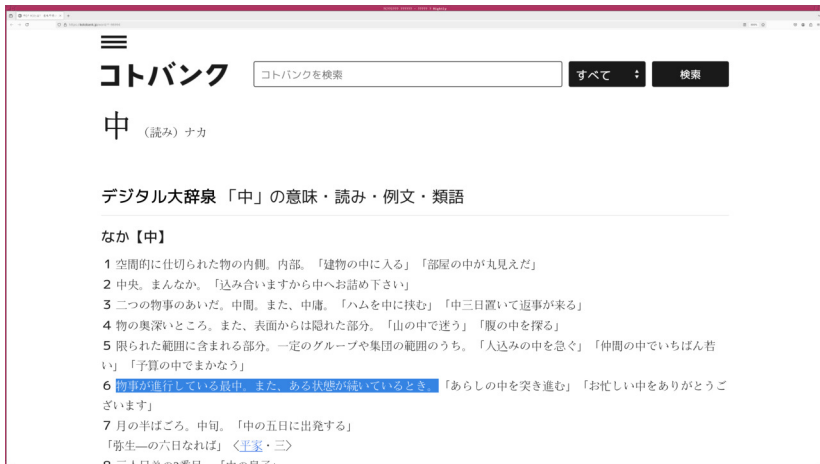 コトバンク
コトバンクを検索
すべて
検索
中 （読み）ナカ
デジタル大辞泉 「中」の意味・読み・例文・類語
なか【中】
1 空間的に仕切られた物の内側。内部。「建物の中に入る」「部屋の中が丸見えだ」
2 中央。まんなか。「込み合いますから中へお詰め下さい」
3 二つの物事のあいだ。中間。また、中庸。「ハムを中に挟む」「中三日置いて返事が来る」
4 物の奥深いところ。また、表面からは隠れた部分。「山の中で迷う」「腹の中を探る」
5 限られた範囲に含まれる部分。一定のグループや集団の範囲のうち。「人込みの中を急ぐ」「仲間の中でいちばん若
い」「予算の中でまかなう」
6 物事が進行している最中。また、ある状態が続いているとき。「あらしの中を突き進む」「お忙しい中をありがとうご
ざいます」
7 月の半ばごろ。中旬。「中の五日に出発する」
「弥生―の六日なれば」〈平家・三〉